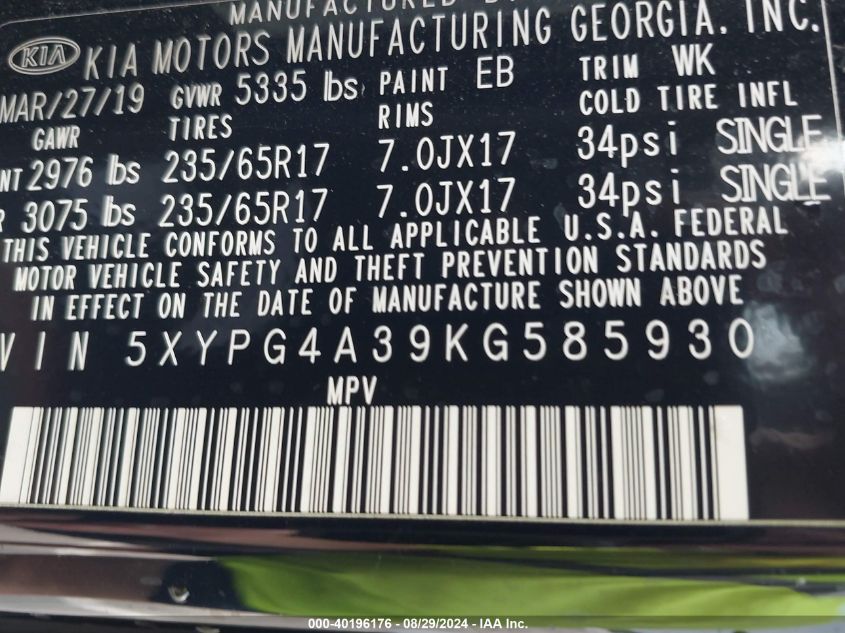 MANUFACTURED BY
KIA KIA MOTORS MANUFACTURING GEORGIA, INC.
MAR/27/19 GVWR 5335 lbs PAINT EB TRIM WK
GAWR TIRES RIMS COLD TIRE INFL
NT 2976 lbs 235/65R17 7.0JX17 34psi SINGLE
R 3075 lbs 235/65R17 7.0JX17 34psi SINGLE
THIS VEHICLE CONFORMS TO ALL APPLICABLE U.S.A. FEDERAL
MOTOR VEHICLE SAFETY AND THEFT PREVENTION STANDARDS
IN EFFECT ON THE DATE OF MANUFACTURE SHOWN ABOVE
VIN 5XYPG4A39KG585930
MPV
000-40196176 - 08/29/2024 - IAA Inc.